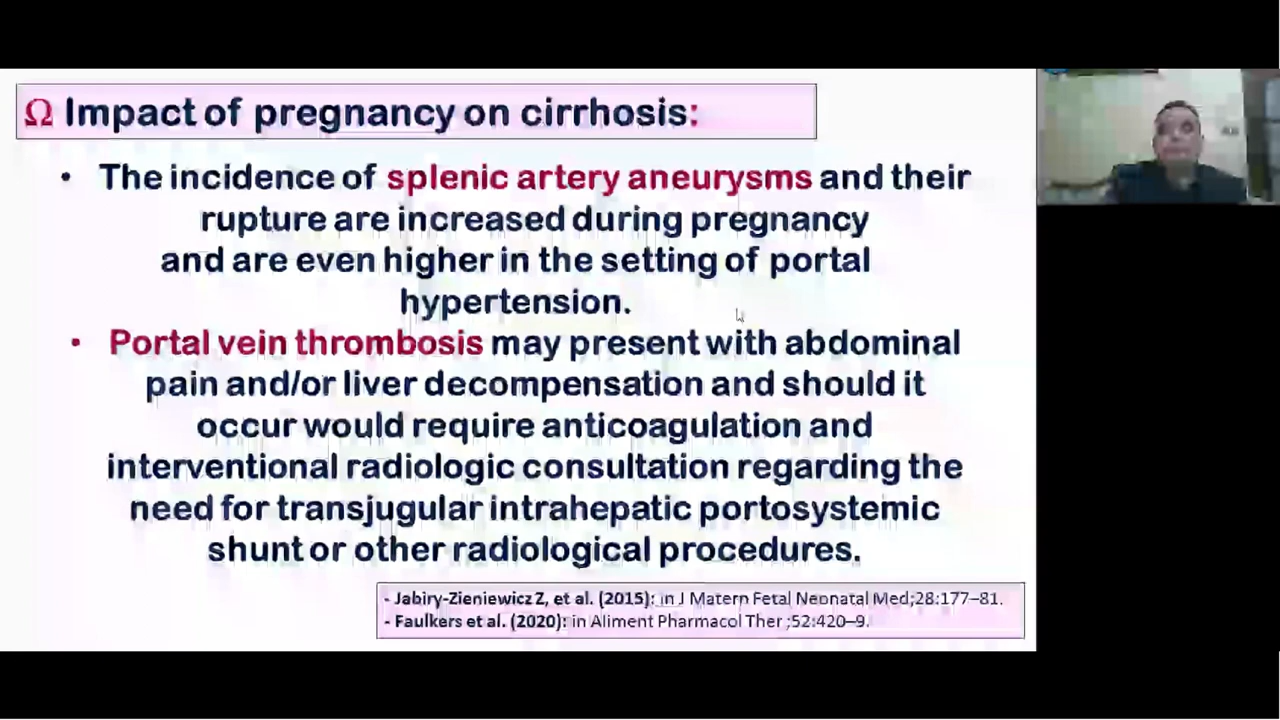 Ω Impact of pregnancy on cirrhosis:
• The incidence of splenic artery aneurysms and their
rupture are increased during pregnancy
and are even higher in the setting of portal
hypertension.
• Portal vein thrombosis may present with abdominal
pain and/or liver decompensation and should it
occur would require anticoagulation and
interventional radiologic consultation regarding the
need for transjugular intrahepatic portosystemic
shunt or other radiological procedures.
- Jabiry-Zieniewicz Z, et al. (2015): in J Matern Fetal Neonatal Med;28:177–81.
- Faulkers et al. (2020): in Aliment Pharmacol Ther ;52:420–9.